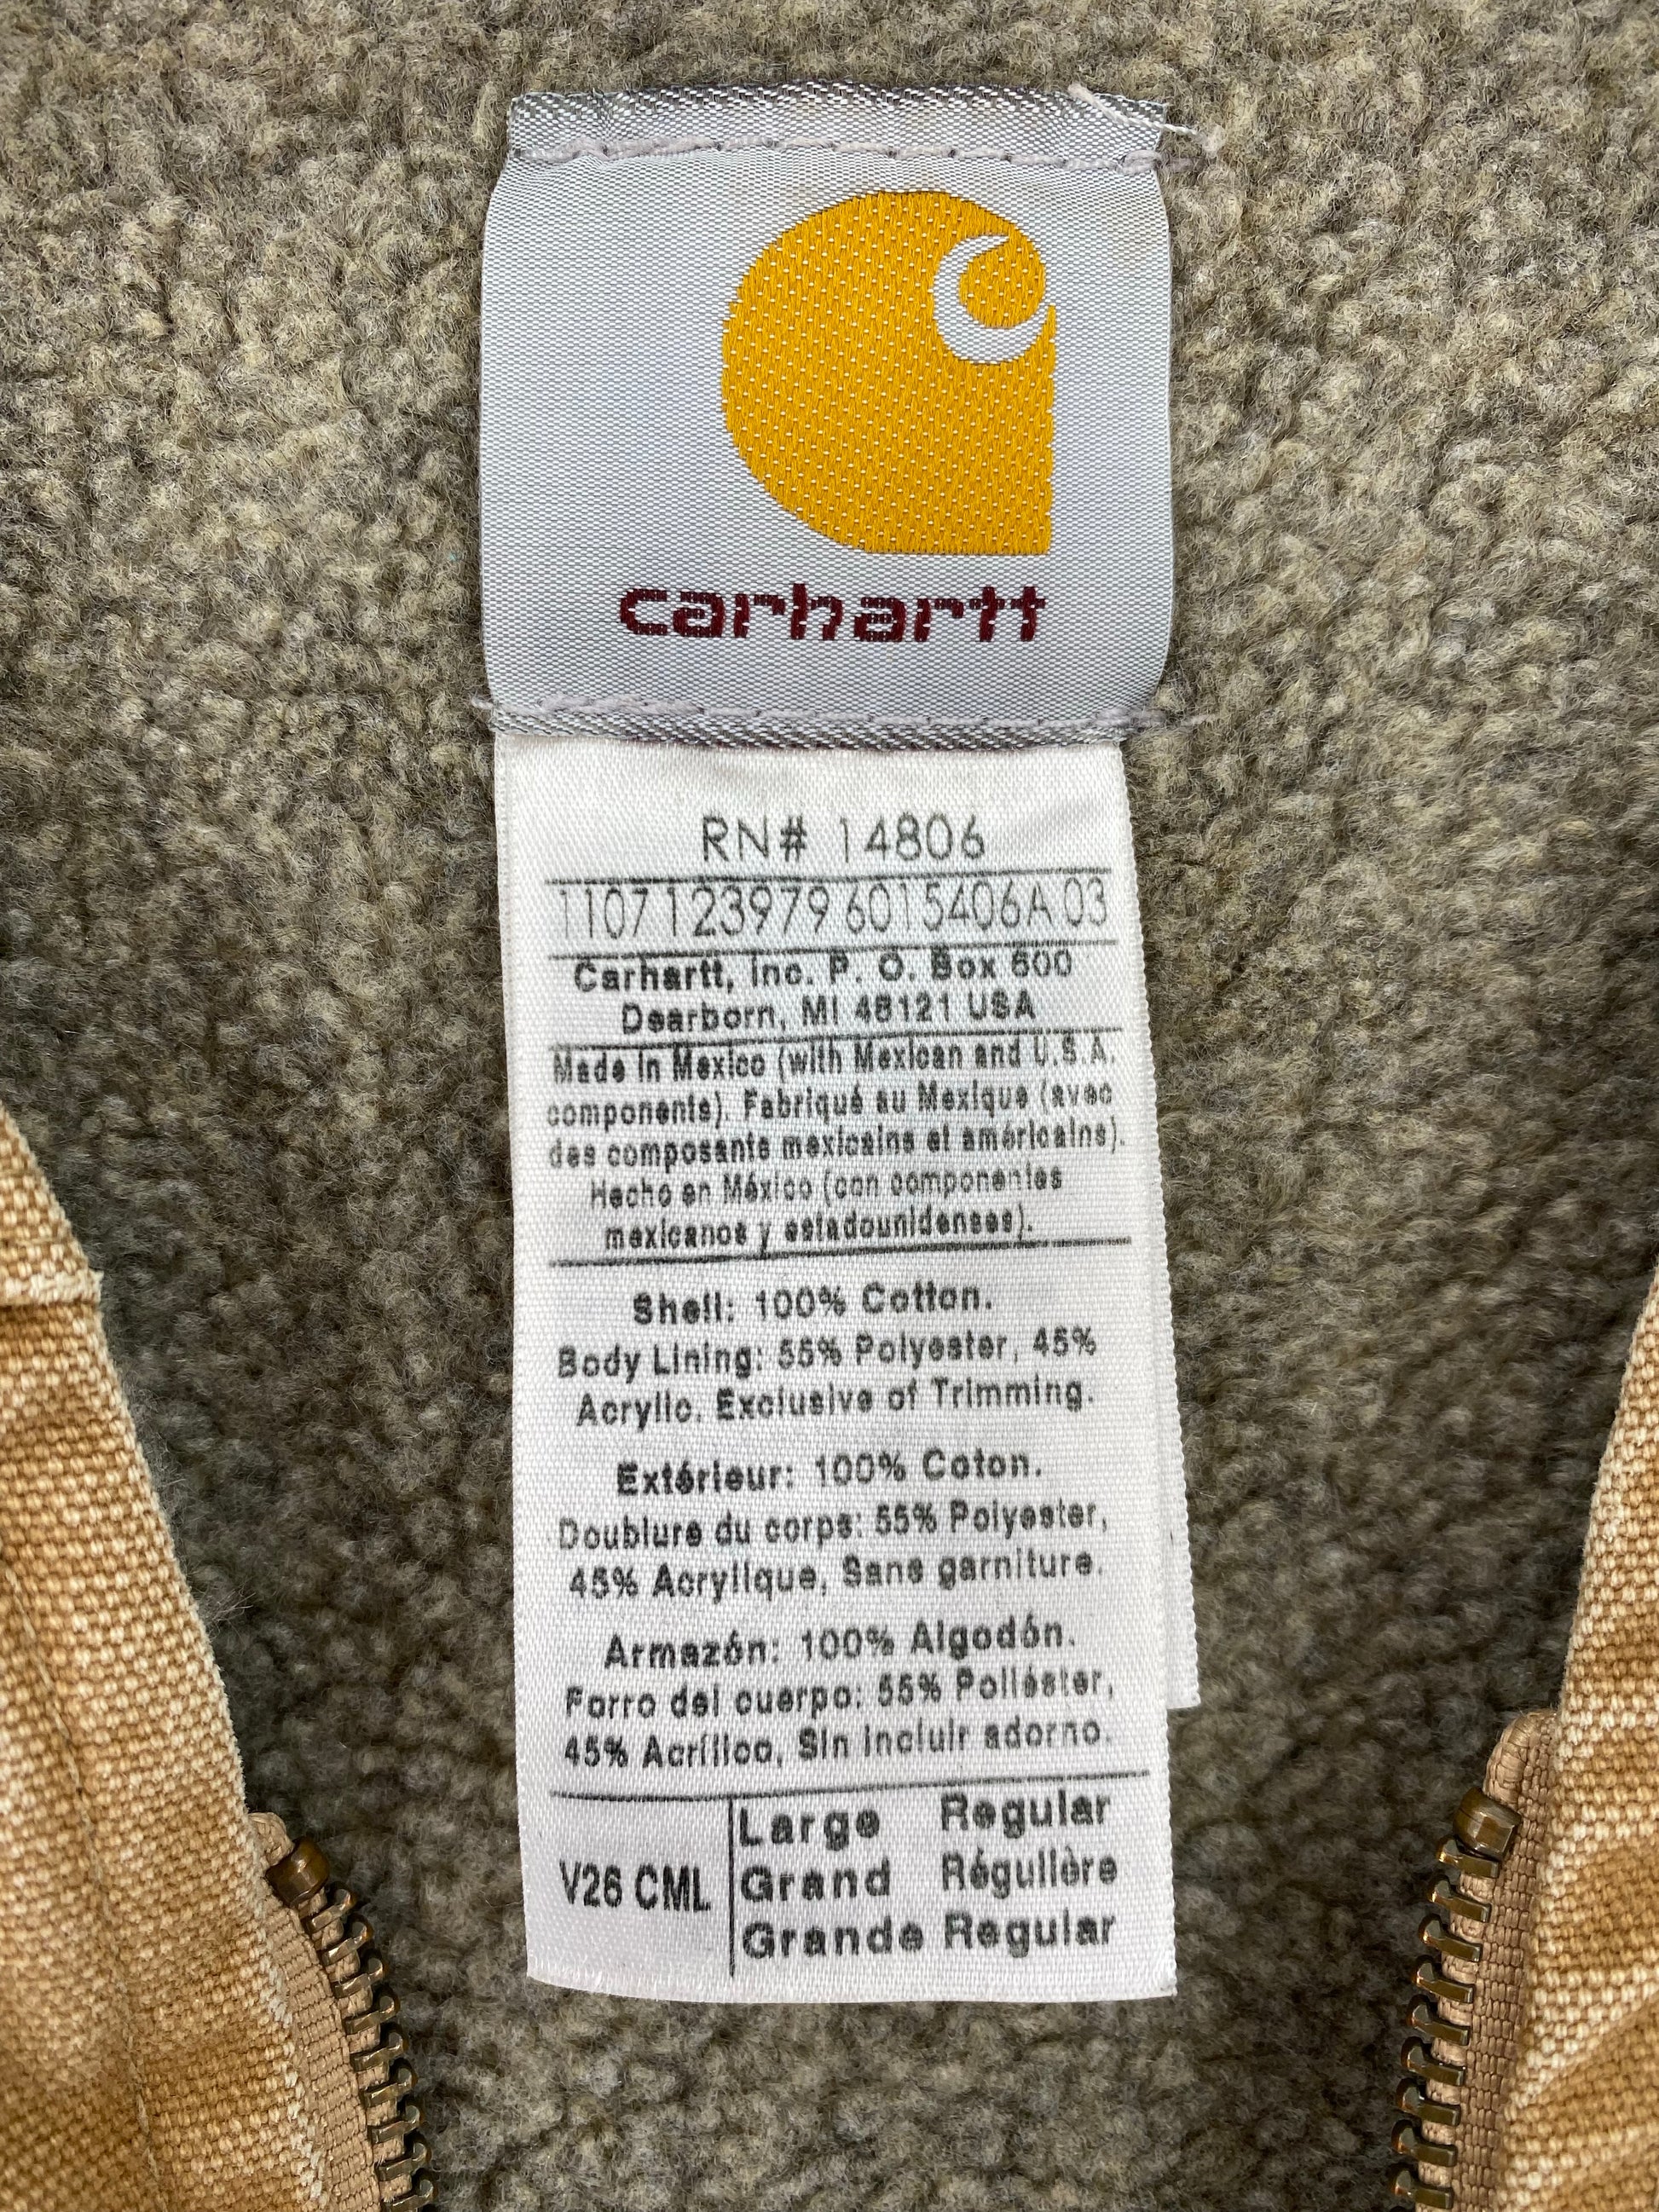 carhartt
RN# 14806
1107 123979 6015406A 03
Carhartt, Inc. P. O. Box 600
Dearborn, MI 48121 USA
Made in Mexico (with Mexican and U.S.A.
components). Fabriqué au Mexique (avec
des composants mexicains et américains).
Hecho en México (con componentes
mexicanos y estadounidenses).
Shell: 100% Cotton.
Body Lining: 55% Polyester, 45%
Acrylic. Exclusive of Trimming.
Extérieur: 100% Coton.
Doublure du corps: 55% Polyester,
45% Acrylique, Sans garniture.
Armazón: 100% Algodón.
Forro del cuerpo: 55% Poliéster,
45% Acrílico, Sin incluir adorno.
V26 CML
Large Regular
Grand Régulière
Grande Regular